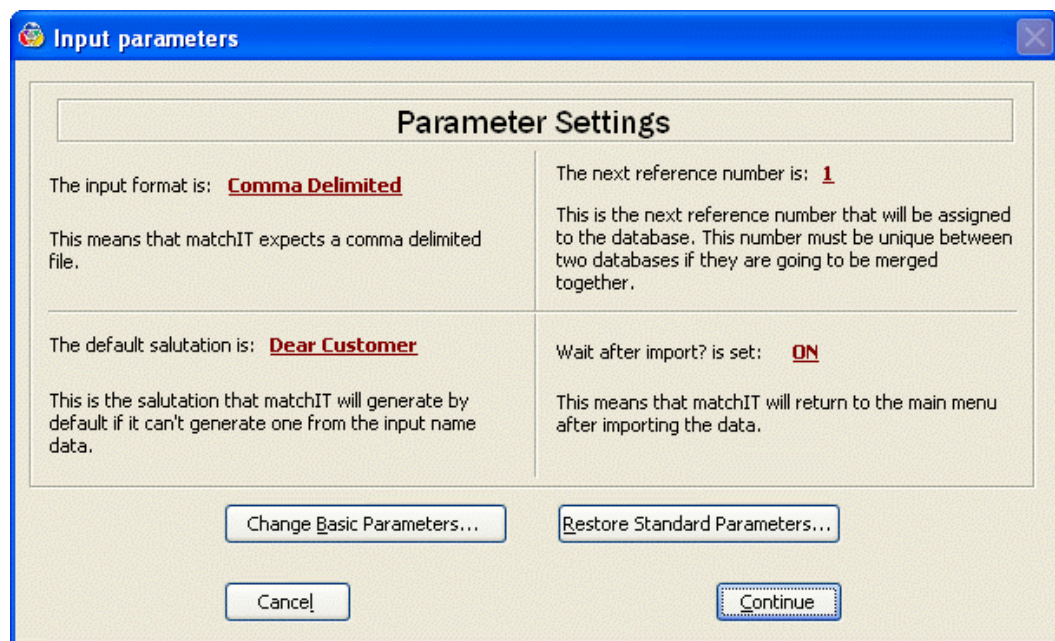 Input parameters
Parameter Settings
The input format is: Comma Delimited
This means that matchIT expects a comma delimited
file.
The next reference number is: 1
This is the next reference number that will be assigned
to the database. This number must be unique between
two databases if they are going to be merged
together.
The default salutation is: Dear Customer
This is the salutation that matchIT will generate by
default if it can't generate one from the input name
data.
Wait after import? is set: ON
This means that matchIT will return to the main menu
after importing the data.
Change Basic Parameters...
Restore Standard Parameters...
Cancel
Continue